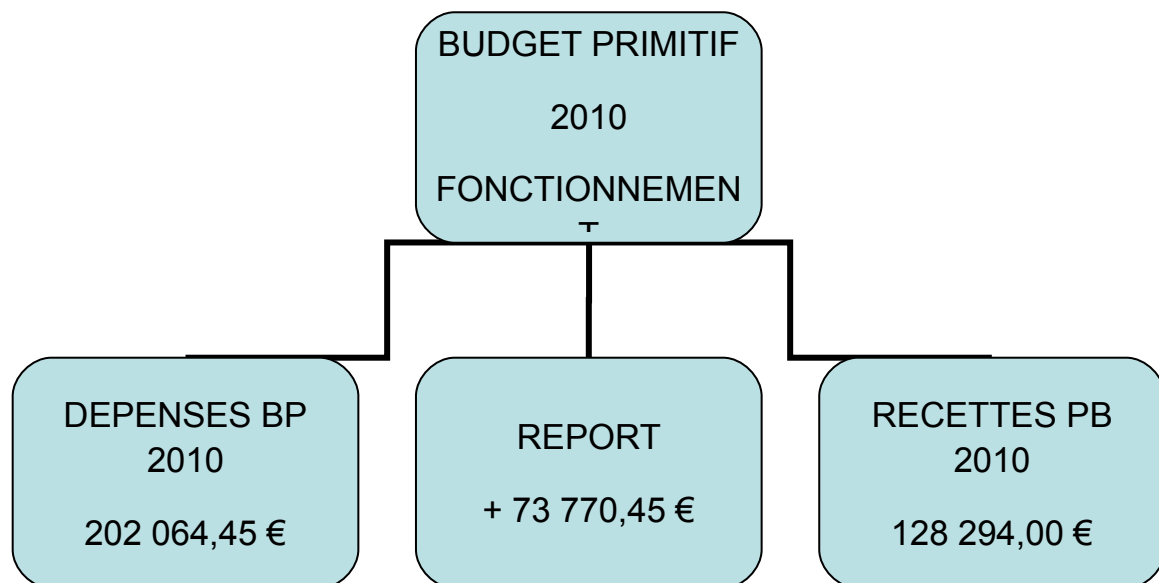 BUDGET PRIMITIF
2010
FONCTIONNEMEN
T
DEPENSES BP
2010
202 064,45 €
REPORT
+ 73 770,45 €
RECETTES PB
2010
128 294,00 €